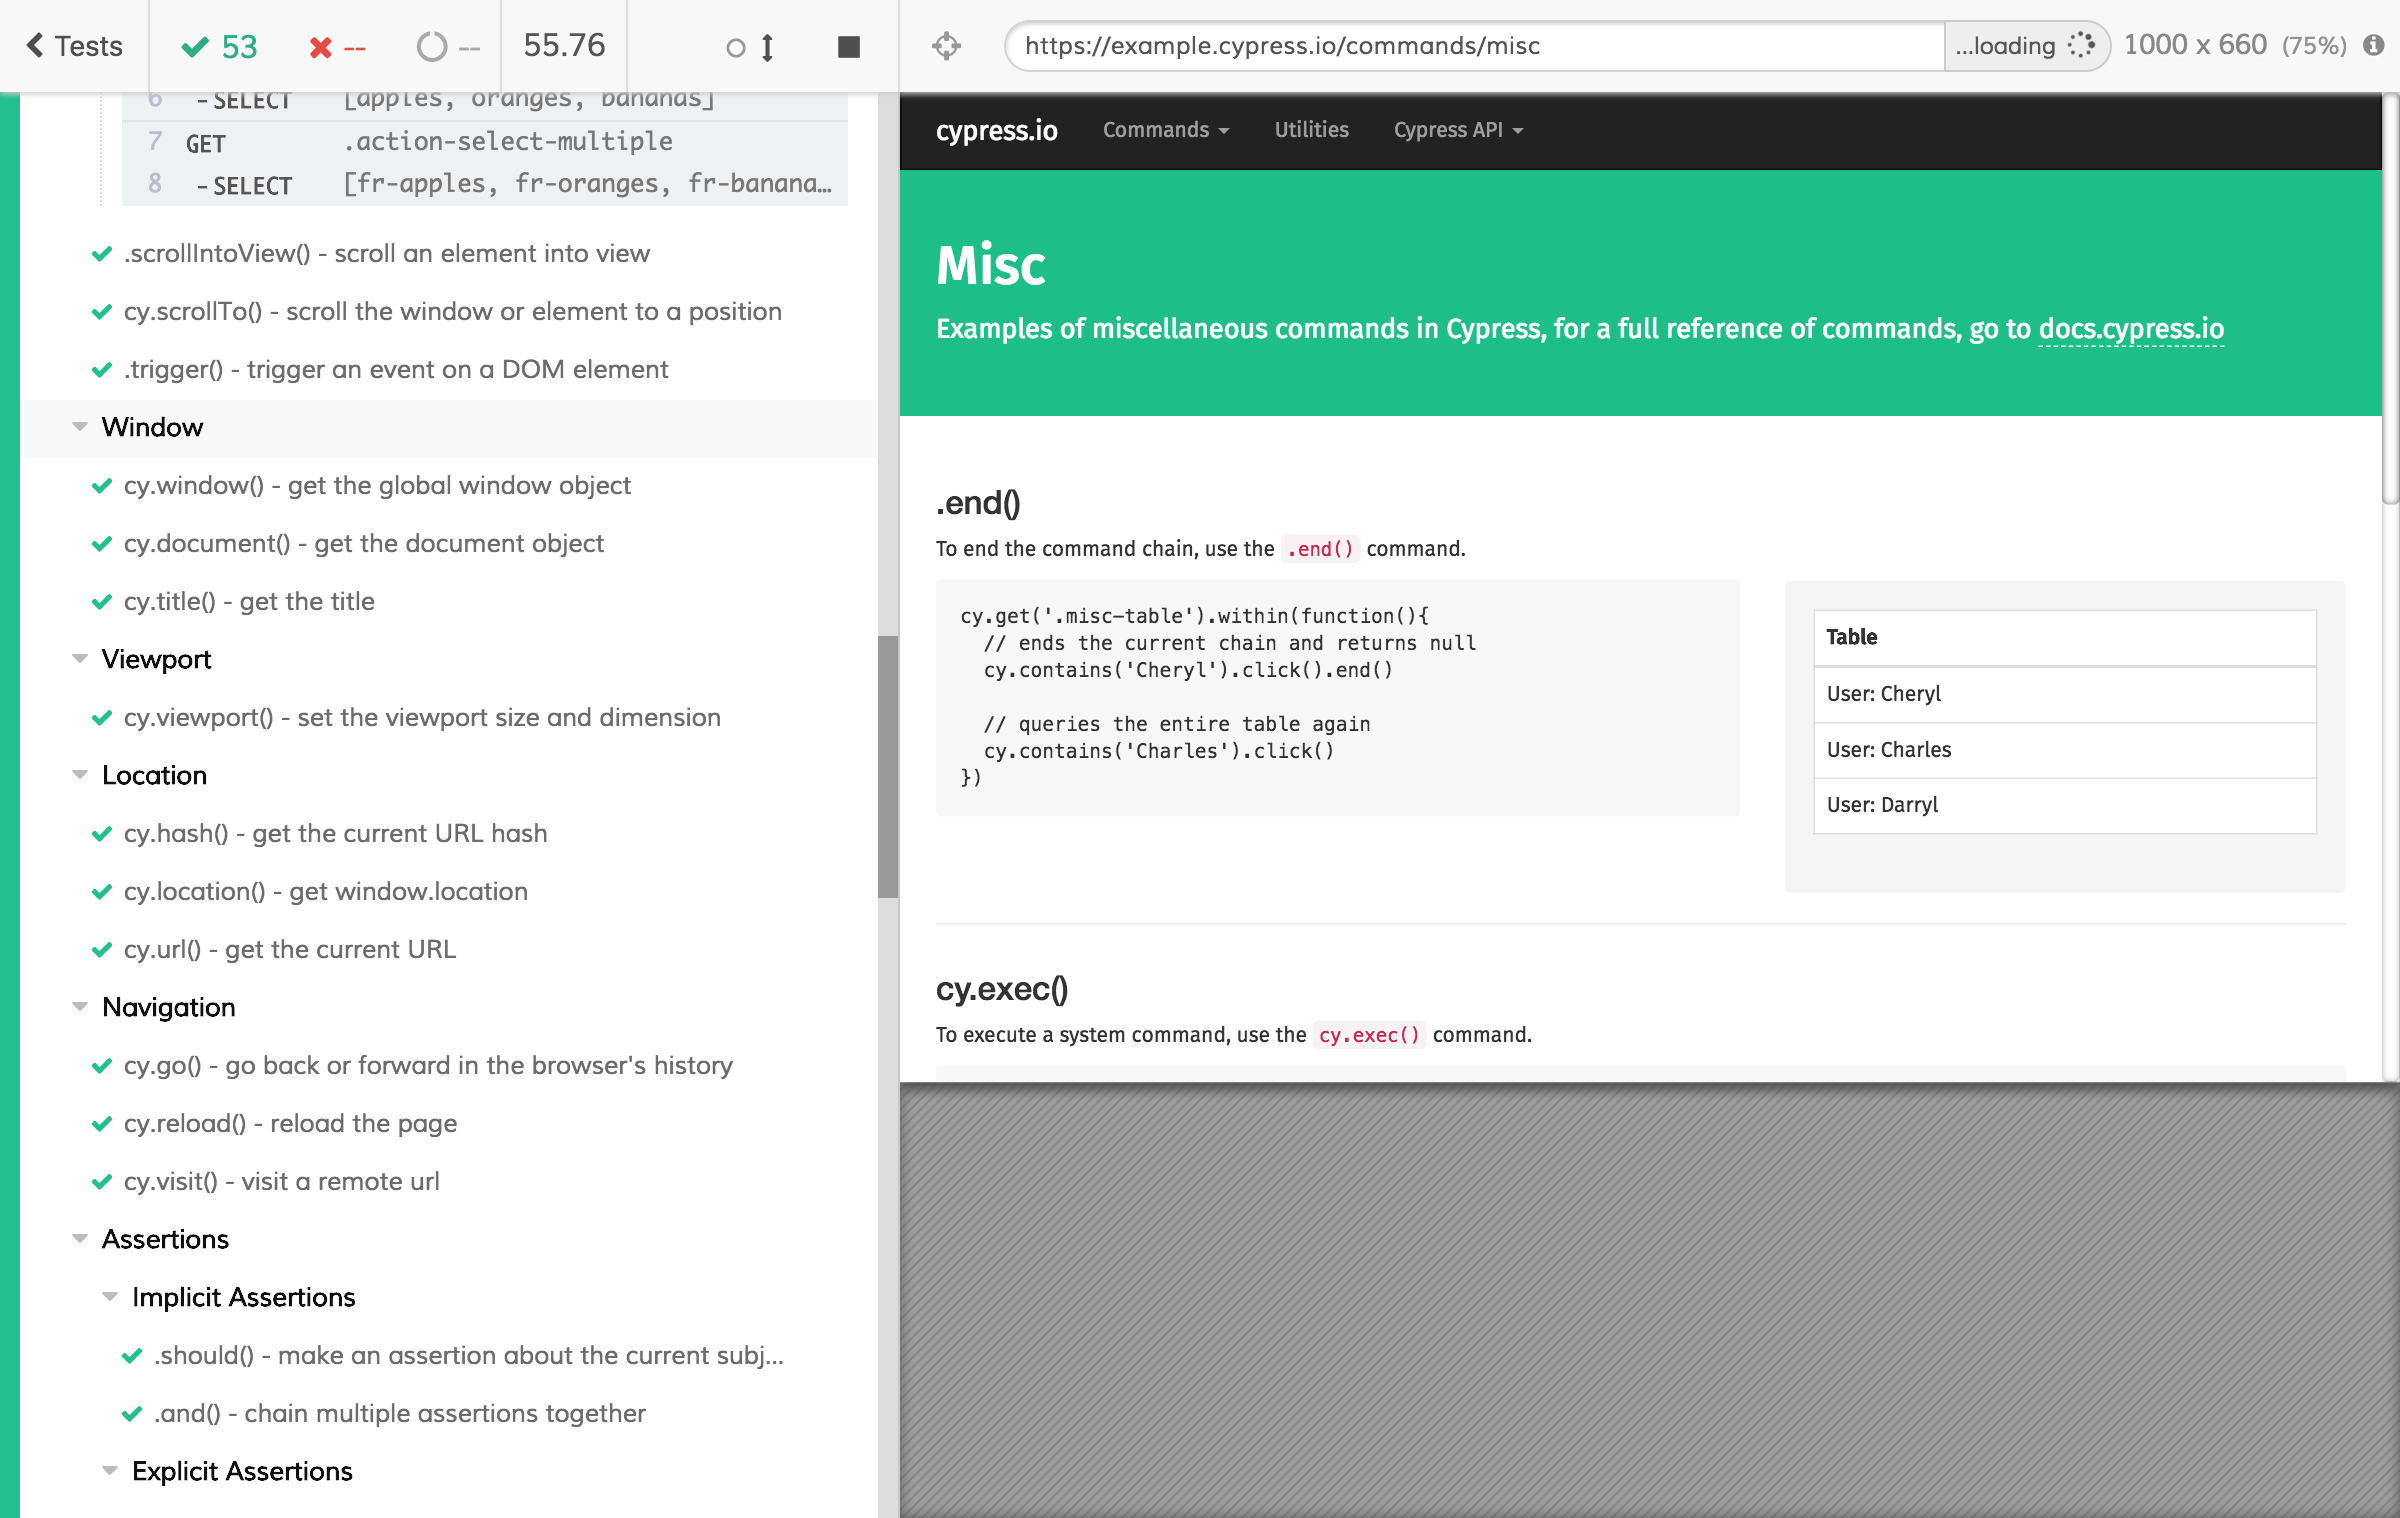 Tests
53
--
--
55.76
https://example.cypress.io/commands/misc
...loading
1000 x 660 (75%)
6 -SELECT [apples, oranges, bananas]
7 GET .action-select-multiple
8 -SELECT [fr-apples, fr-oranges, fr-banana…
.scrollIntoView() - scroll an element into view
cy.scrollTo() - scroll the window or element to a position
.trigger() - trigger an event on a DOM element
Window
cy.window() - get the global window object
cy.document() - get the document object
cy.title() - get the title
Viewport
cy.viewport() - set the viewport size and dimension
Location
cy.hash() - get the current URL hash
cy.location() - get window.location
cy.url() - get the current URL
Navigation
cy.go() - go back or forward in the browser's history
cy.reload() - reload the page
cy.visit() - visit a remote url
Assertions
Implicit Assertions
.should() - make an assertion about the current subj...
.and() - chain multiple assertions together
Explicit Assertions
cypress.io Commands Utilities Cypress API
Misc
Examples of miscellaneous commands in Cypress, for a full reference of commands, go to docs.cypress.io
.end()
To end the command chain, use the .end() command.
cy.get('.misc-table').within(function(){
// ends the current chain and returns null
cy.contains('Cheryl').click().end()
// queries the entire table again
cy.contains('Charles').click()
})
Table
User: Cheryl
User: Charles
User: Darryl
cy.exec()
To execute a system command, use the cy.exec() command.